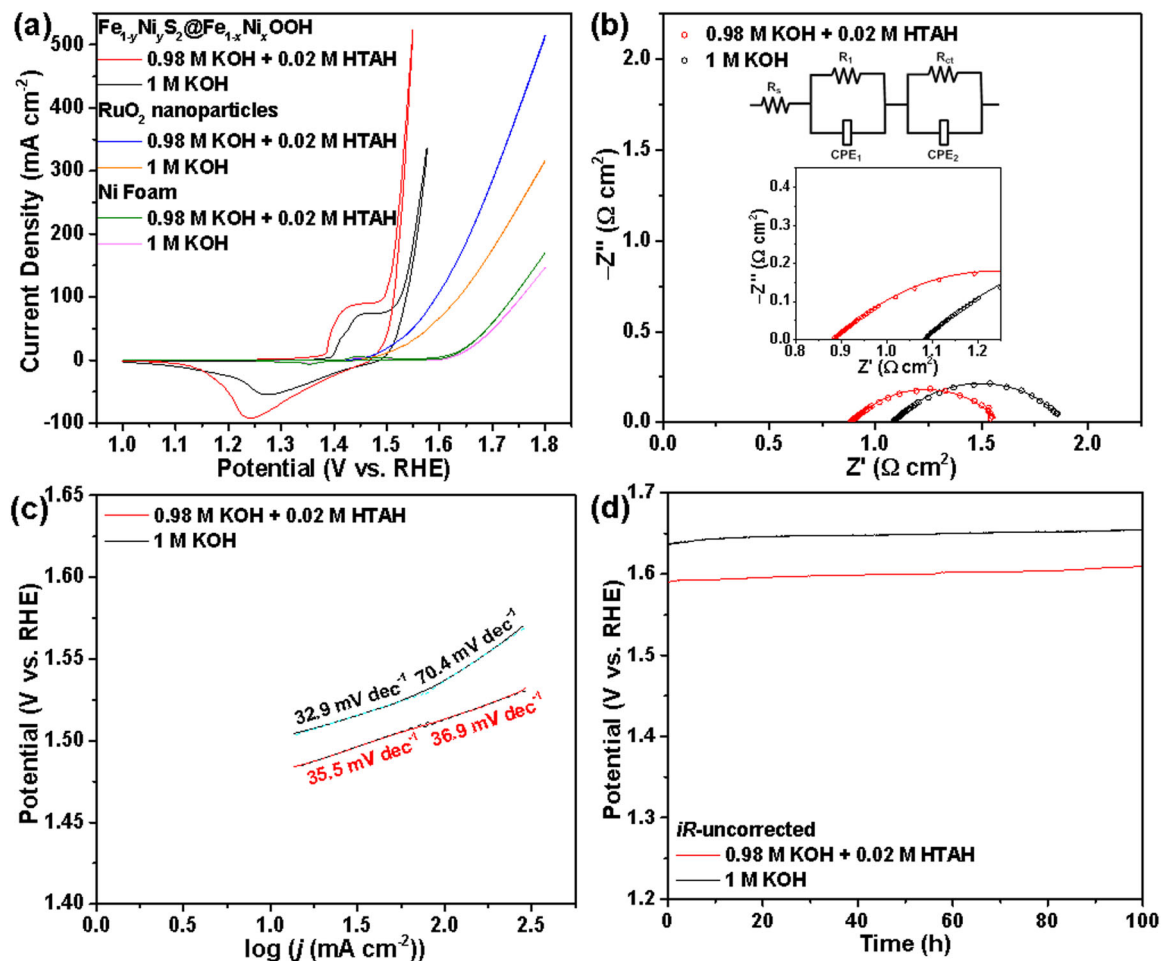 (a)
Fe1-yNiyS2@Fe1-xNixOOH
0.98 M KOH + 0.02 M HTAH
1 M KOH
RuO2 nanoparticles
0.98 M KOH + 0.02 M HTAH
1 M KOH
Ni Foam
0.98 M KOH + 0.02 M HTAH
1 M KOH
Current Density (mA cm-2)
500
400
300
200
100
0
-100
1.0 1.1 1.2 1.3 1.4 1.5 1.6 1.7 1.8
Potential (V vs. RHE)
(b)
0.98 M KOH + 0.02 M HTAH
1 M KOH
Rs
R1
CPE1
Rct
CPE2
–Z'' (Ω cm2)
2.0
1.5
1.0
0.5
0.0
0.0 0.5 1.0 1.5 2.0
Z' (Ω cm2)
-Z'' (Ω cm2)
0.4
0.3
0.2
0.1
0.0
0.8 0.9 1.0 1.1 1.2
Z' (Ω cm2)
(c)
0.98 M KOH + 0.02 M HTAH
1 M KOH
32.9 mV dec-1
70.4 mV dec-1
35.5 mV dec-1
36.9 mV dec-1
Potential (V vs. RHE)
1.65
1.60
1.55
1.50
1.45
1.40
0.0 0.5 1.0 1.5 2.0 2.5
log (j (mA cm-2))
(d)
iR-uncorrected
0.98 M KOH + 0.02 M HTAH
1 M KOH
Potential (V vs. RHE)
1.7
1.6
1.5
1.4
1.3
1.2
0 20 40 60 80 100
Time (h)